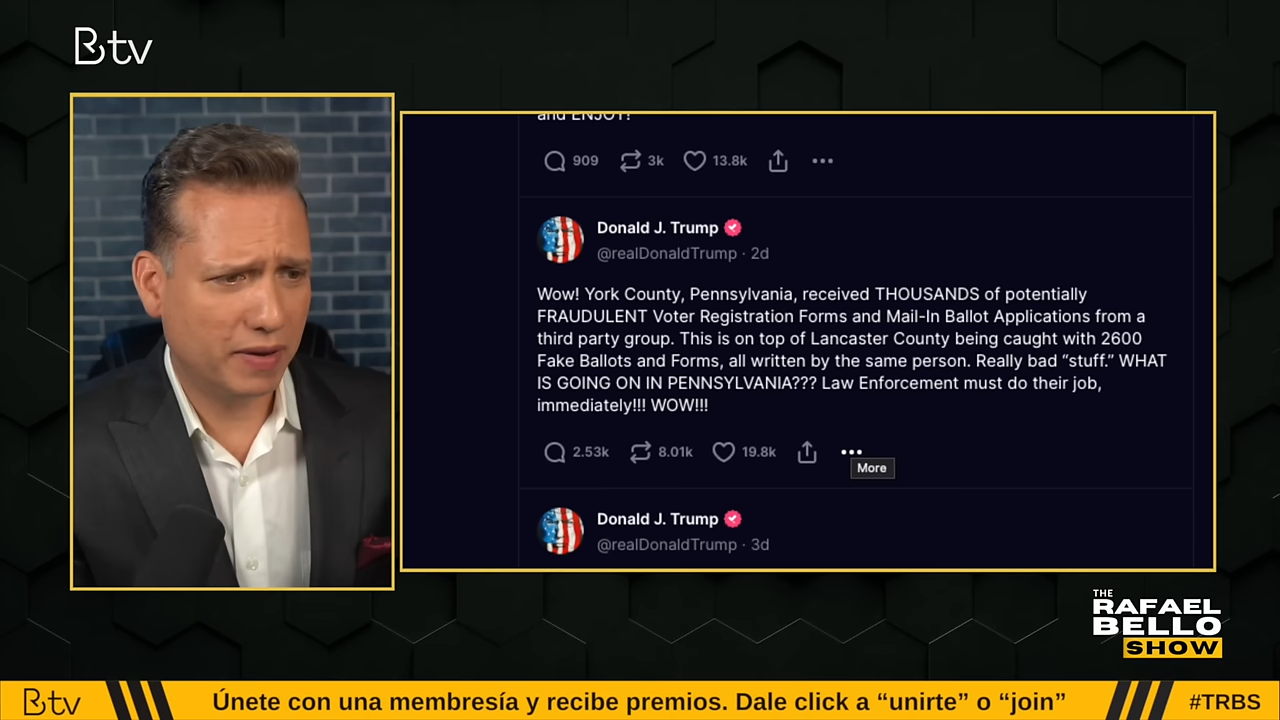 Btv
and ENJOY!
909 3k 13.8k
Donald J. Trump
@realDonaldTrump · 2d
Wow! York County, Pennsylvania, received THOUSANDS of potentially
FRAUDULENT Voter Registration Forms and Mail-In Ballot Applications from a
third party group. This is on top of Lancaster County being caught with 2600
Fake Ballots and Forms, all written by the same person. Really bad “stuff.” WHAT
IS GOING ON IN PENNSYLVANIA??? Law Enforcement must do their job,
immediately!!! WOW!!!
2.53k 8.01k 19.8k
More
Donald J. Trump
@realDonaldTrump · 3d
THE
RAFAEL
BELLO
SHOW
Btv Únete con una membresía y recibe premios. Dale click a “unirte” o “join” #TRBS